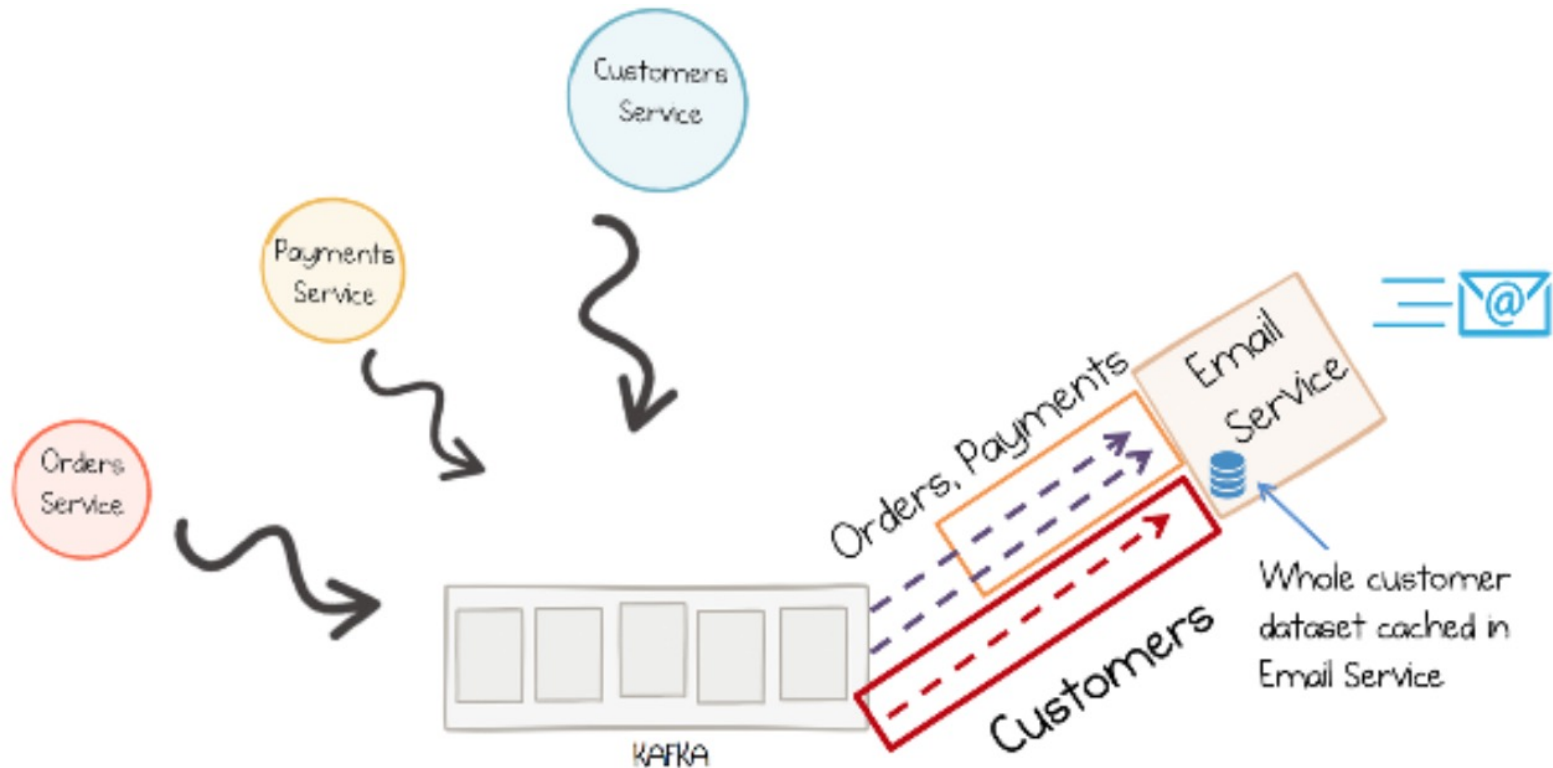 Customers
Service
Payments
Service
Orders
Service
Orders, Payments
Email
Service
@
Customers
Whole customer
dataset cached in
Email Service
KAFKA